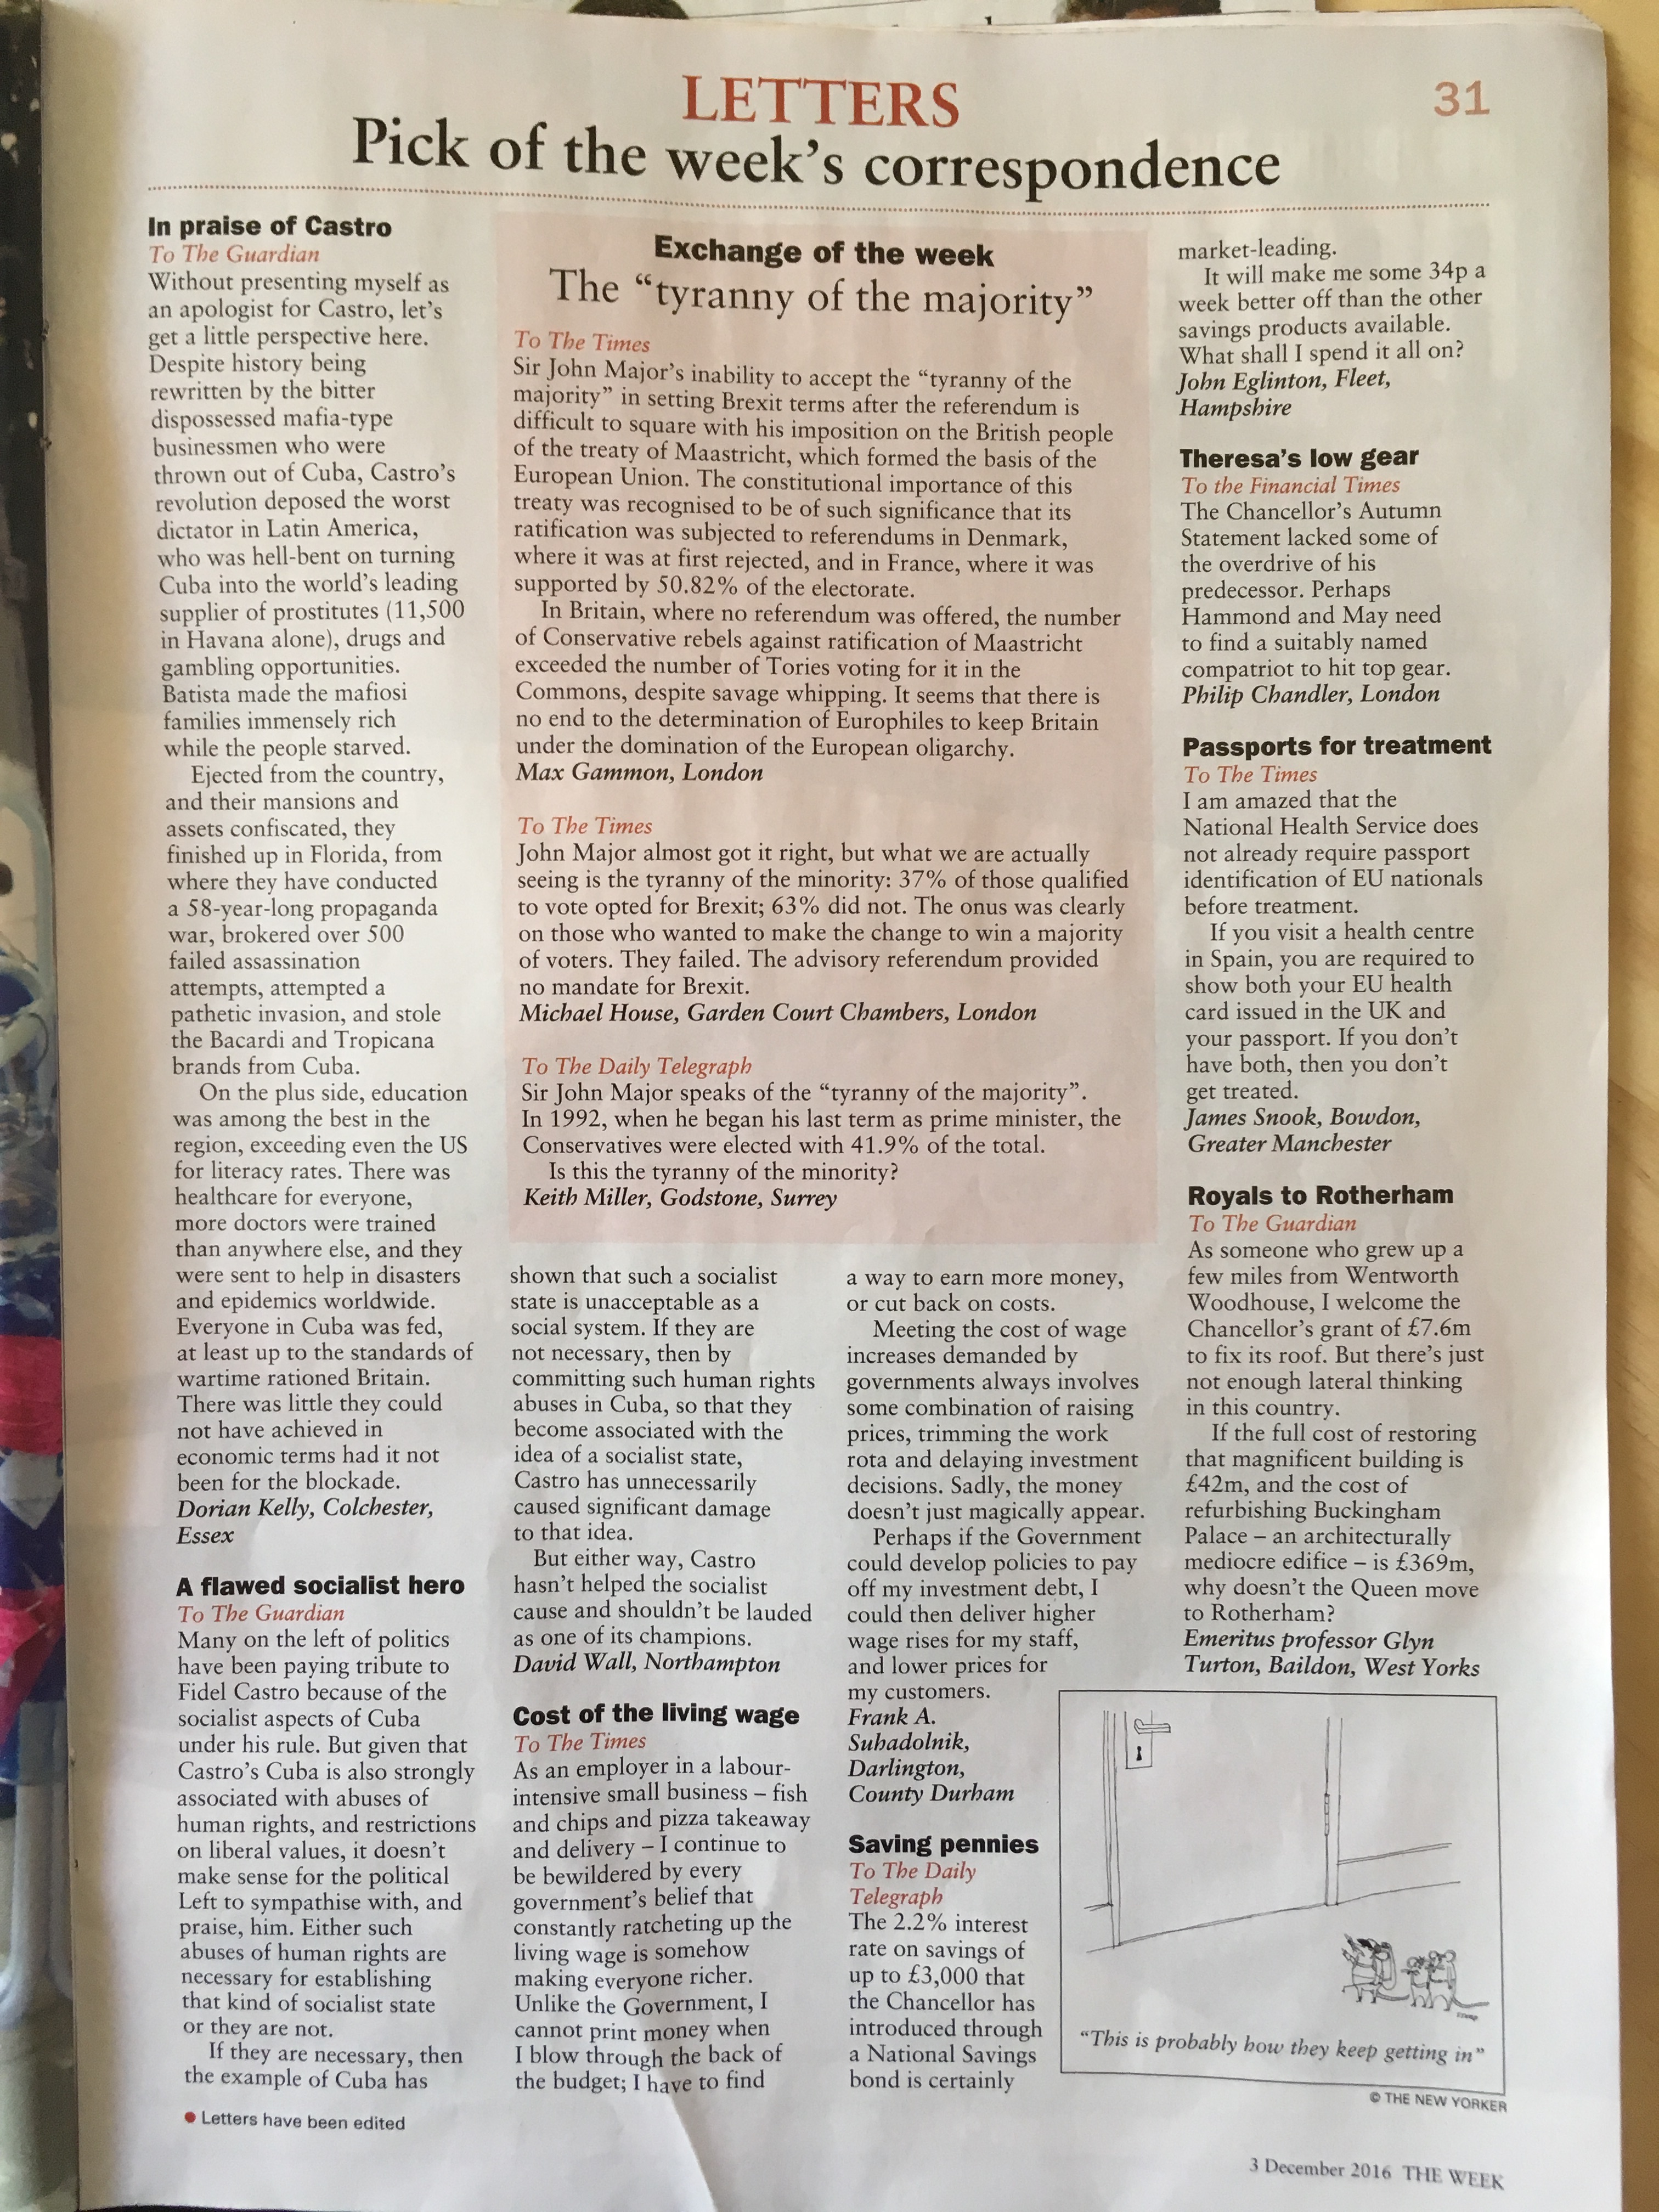 LETTERS
31
Pick of the week's correspondence
In praise of Castro
To The Guardian
Without presenting myself as
an apologist for Castro, let's
get a little perspective here.
Despite history being
rewritten by the bitter
dispossessed mafia-type
businessmen who were
thrown out of Cuba, Castro's
revolution deposed the worst
dictator in Latin America,
who was hell-bent on turning
Cuba into the world's leading
supplier of prostitutes (11,500
in Havana alone), drugs and
gambling opportunities.
Batista made the mafiosi
families immensely rich
while the people starved.
Ejected from the country,
and their mansions and
assets confiscated, they
finished up in Florida, from
where they have conducted
a 58-year-long propaganda
war, brokered over 500
failed assassination
attempts, attempted a
pathetic invasion, and stole
the Bacardi and Tropicana
brands from Cuba.
On the plus side, education
was among the best in the
region, exceeding even the US
for literacy rates. There was
healthcare for everyone,
more doctors were trained
than anywhere else, and they
were sent to help in disasters
and epidemics worldwide.
Everyone in Cuba was fed,
at least up to the standards of
wartime rationed Britain.
There was little they could
not have achieved in
economic terms had it not
been for the blockade.
Dorian Kelly, Colchester,
Essex
A flawed socialist hero
To The Guardian
Many on the left of politics
have been paying tribute to
Fidel Castro because of the
socialist aspects of Cuba
under his rule. But given that
Castro's Cuba is also strongly
associated with abuses of
human rights, and restrictions
on liberal values, it doesn't
make sense for the political
Left to sympathise with, and
praise, him. Either such
abuses of human rights are
necessary for establishing
that kind of socialist state
or they are not.
If they are necessary, then
the example of Cuba has
Exchange of the week
The "tyranny of the majority"
To The Times
Sir John Major's inability to accept the "tyranny of the
majority" in setting Brexit terms after the referendum is
difficult to square with his imposition on the British people
of the treaty of Maastricht, which formed the basis of the
European Union. The constitutional importance of this
treaty was recognised to be of such significance that its
ratification was subjected to referendums in Denmark,
where it was at first rejected, and in France, where it was
supported by 50.82% of the electorate.
In Britain, where no referendum was offered, the number
of Conservative rebels against ratification of Maastricht
exceeded the number of Tories voting for it in the
Commons, despite savage whipping. It seems that there is
no end to the determination of Europhiles to keep Britain
under the domination of the European oligarchy.
Max Gammon, London
To The Times
John Major almost got it right, but what we are actually
seeing is the tyranny of the minority: 37% of those qualified
to vote opted for Brexit; 63% did not. The onus was clearly
on those who wanted to make the change to win a majority
of voters. They failed. The advisory referendum provided
no mandate for Brexit.
Michael House, Garden Court Chambers, London
To The Daily Telegraph
Sir John Major speaks of the "tyranny of the majority".
In 1992, when he began his last term as prime minister, the
Conservatives were elected with 41.9% of the total.
Is this the tyranny of the minority?
Keith Miller, Godstone, Surrey
shown that such a socialist
state is unacceptable as a
social system. If they are
not necessary, then by
committing such human rights
abuses in Cuba, so that they
become associated with the
idea of a socialist state,
Castro has unnecessarily
caused significant damage
to that idea.
But either way, Castro
hasn't helped the socialist
cause and shouldn't be lauded
as one of its champions.
David Wall, Northampton
Cost of the living wage
To The Times
As an employer in a labour-
intensive small business – fish
and chips and pizza takeaway
and delivery – I continue to
be bewildered by every
government's belief that
constantly ratcheting up the
living wage is somehow
making everyone richer.
Unlike the Government, I
cannot print money when
I blow through the back of
the budget; I have to find
a way to earn more money,
or cut back on costs.
Meeting the cost of wage
increases demanded by
governments always involves
some combination of raising
prices, trimming the work
rota and delaying investment
decisions. Sadly, the money
doesn't just magically appear.
Perhaps if the Government
could develop policies to pay
off my investment debt, I
could then deliver higher
wage rises for my staff,
and lower prices for
my customers.
Frank A.
Suhadolnik,
Darlington,
County Durham
Saving pennies
To The Daily
Telegraph
The 2.2% interest
rate on savings of
up to £3,000 that
the Chancellor has
introduced through
a National Savings
bond is certainly
market-leading.
It will make me some 34p a
week better off than the other
savings products available.
What shall I spend it all on?
John Eglinton, Fleet,
Hampshire
Theresa's low gear
To the Financial Times
The Chancellor's Autumn
Statement lacked some of
the overdrive of his
predecessor. Perhaps
Hammond and May need
to find a suitably named
compatriot to hit top gear.
Philip Chandler, London
Passports for treatment
To The Times
I am amazed that the
National Health Service does
not already require passport
identification of EU nationals
before treatment.
If you visit a health centre
in Spain, you are required to
show both your EU health
card issued in the UK and
your passport. If you don't
have both, then you don't
get treated.
James Snook, Bowdon,
Greater Manchester
Royals to Rotherham
To The Guardian
As someone who grew up a
few miles from Wentworth
Woodhouse, I welcome the
Chancellor's grant of £7.6m
to fix its roof. But there's just
not enough lateral thinking
in this country.
If the full cost of restoring
that magnificent building is
£42m, and the cost of
refurbishing Buckingham
Palace – an architecturally
mediocre edifice – is £369m,
why doesn't the Queen move
to Rotherham?
Emeritus professor Glyn
Turton, Baildon, West Yorks
"This is probably how they keep getting in"
© THE NEW YORKER
● Letters have been edited
3 December 2016 THE WEEK